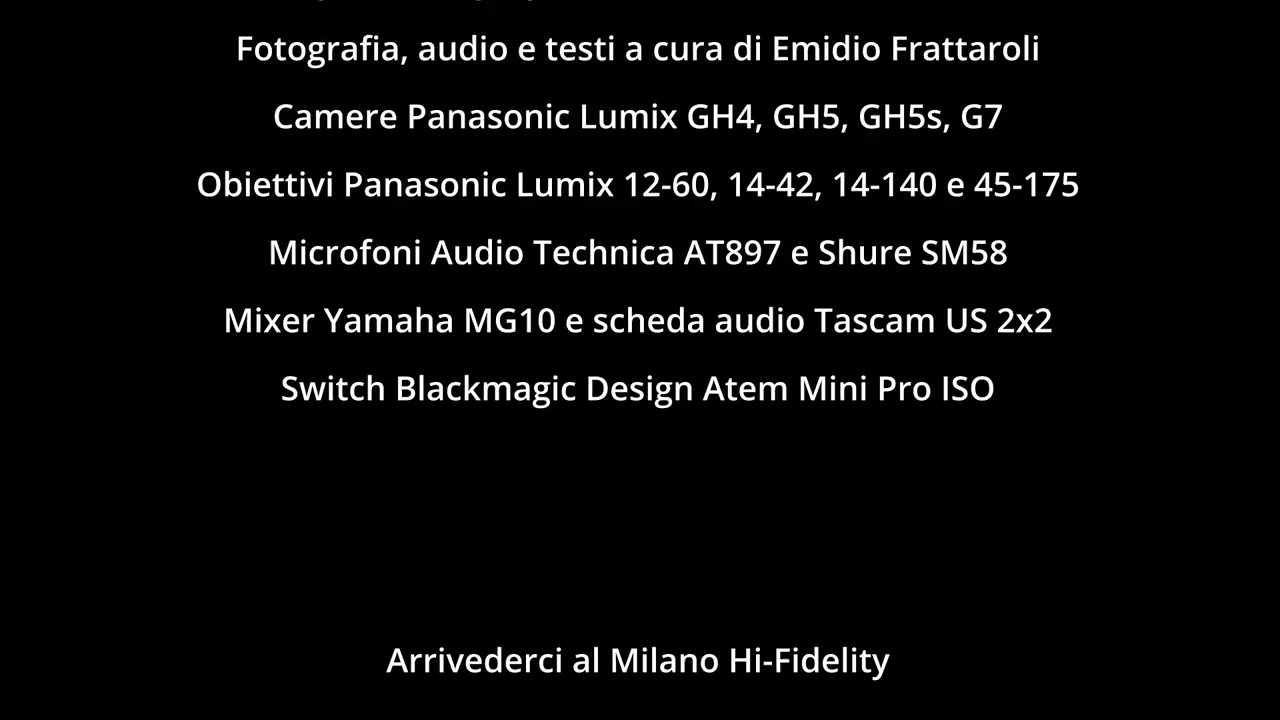 Fotografia, audio e testi a cura di Emidio Frattaroli
Camere Panasonic Lumix GH4, GH5, GH5s, G7
Obiettivi Panasonic Lumix 12-60, 14-42, 14-140 e 45-175
Microfoni Audio Technica AT897 e Shure SM58
Mixer Yamaha MG10 e scheda audio Tascam US 2x2
Switch Blackmagic Design Atem Mini Pro ISO
Arrivederci al Milano Hi-Fidelity